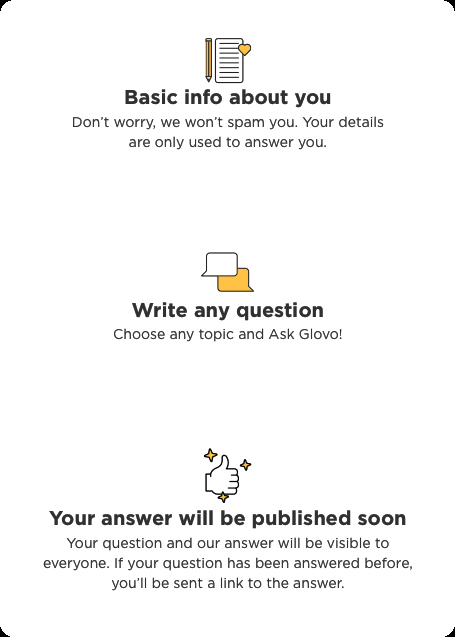 Basic info about you
Don’t worry, we won’t spam you. Your details
are only used to answer you.
Write any question
Choose any topic and Ask Glovo!
Your answer will be published soon
Your question and our answer will be visible to
everyone. If your question has been answered before,
you’ll be sent a link to the answer.